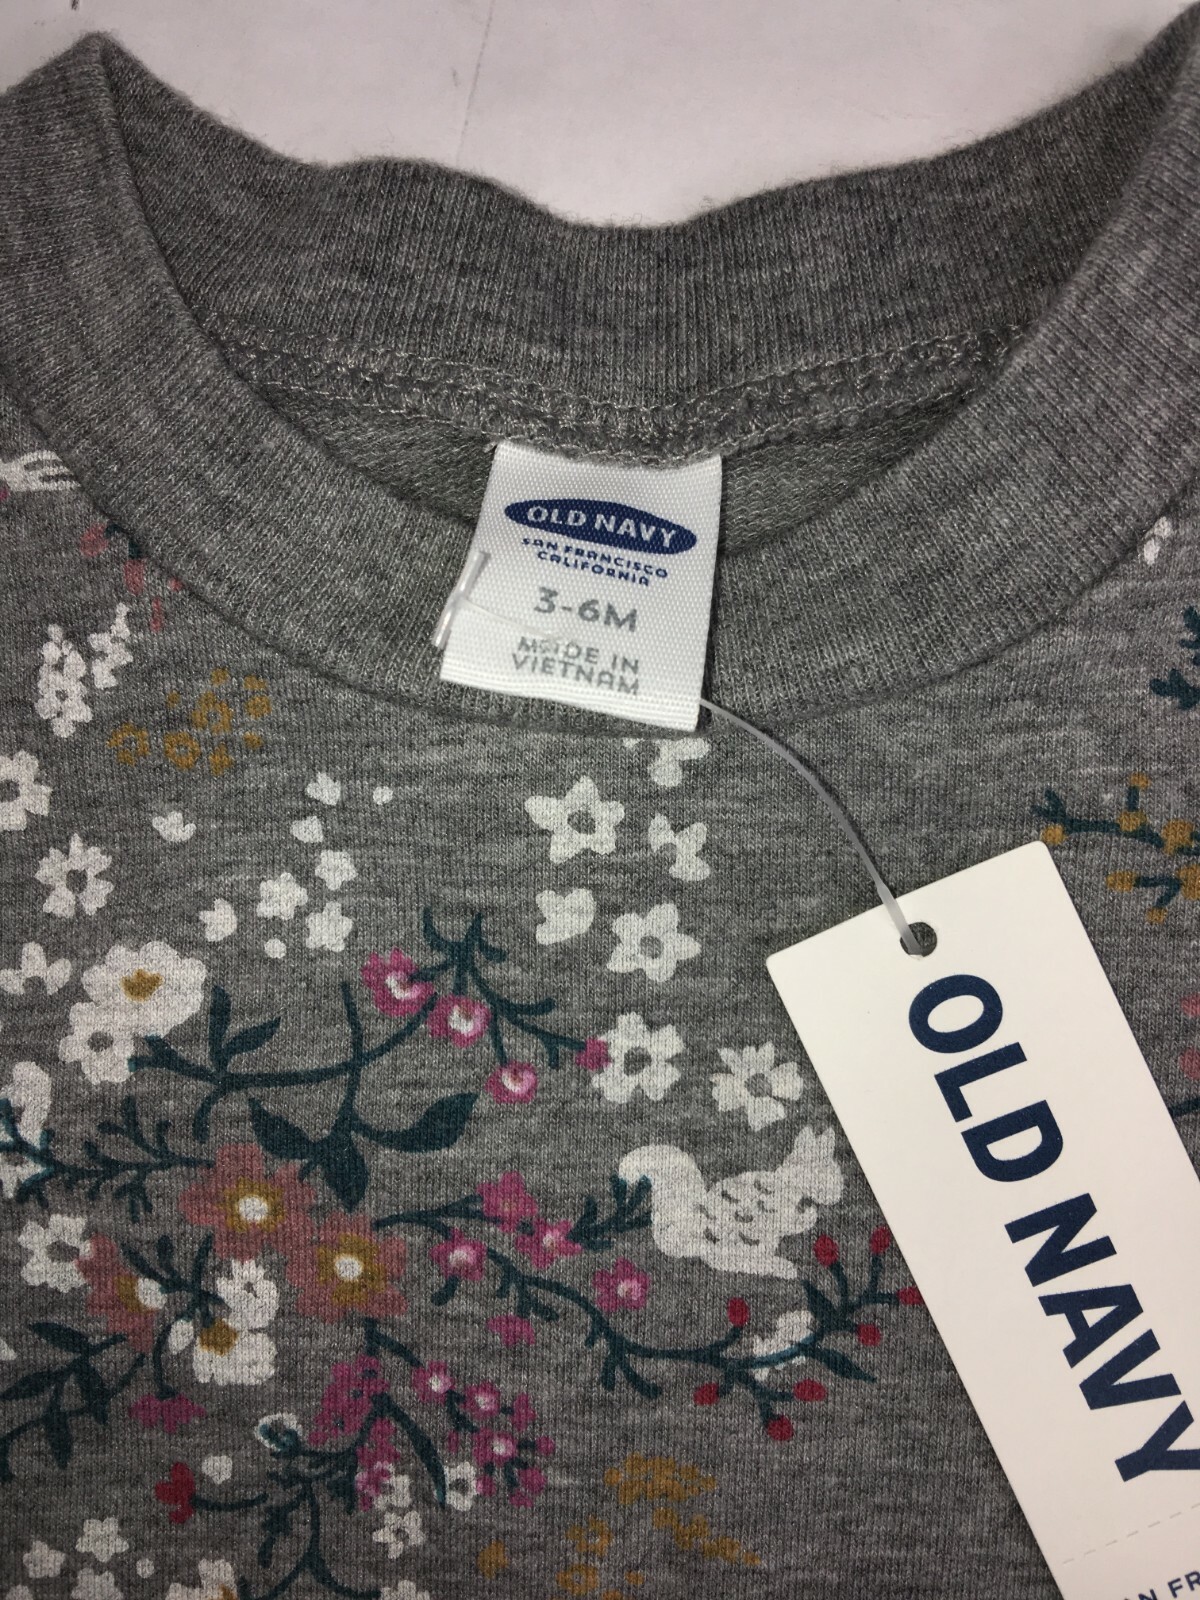 OLD NAVY
SAN FRANCISCO
CALIFORNIA
3-6M
MADE IN
VIETNAM
OLD NAVY